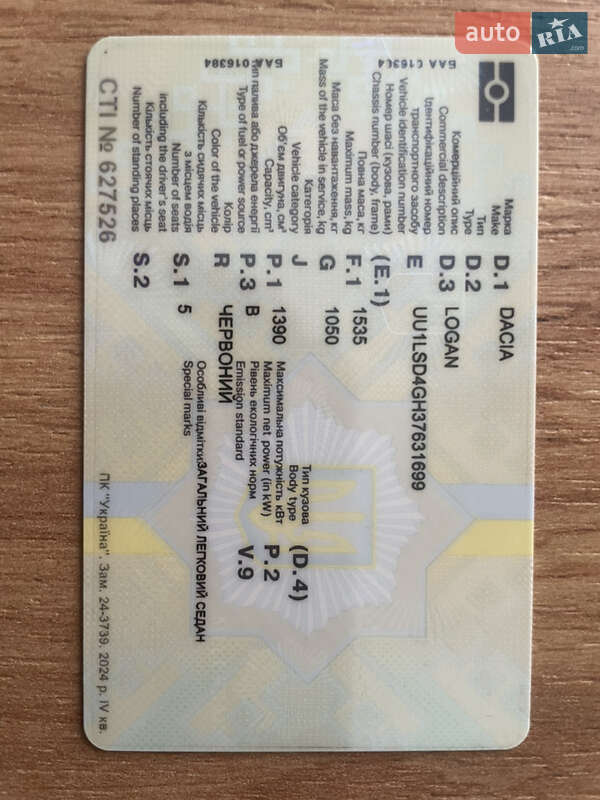 auto RIA .com
БАА 016384
БАА 016384
Марка
Make D.1 DACIA
Тип
Type D.2
Комерційний опис
Commercial description D.3 LOGAN
Ідентифікаційний номер
транспортного засобу
Vehicle identification number E UU1LSD4GH37631699
Номер шасі (кузова, рами)
Chassis number (body, frame) (E.1)
Повна маса, кг
Maximum mass, kg F.1 1535
Маса без навантаження, кг
Mass of the vehicle in service, kg G 1050
Категорія
Vehicle category J
Об'єм двигуна, см³
Capacity, cm³ P.1 1390
Тип палива або джерела енергії
Type of fuel or power source P.3 B
Колір
Color of the vehicle R ЧЕРВОНИЙ
Кількість сидячих місць
з місцем водія
Number of seats
including the driver's seat S.1 5
Кількість стоячих місць
Number of standing places S.2
Тип кузова
Body type (D.4)
Максимальна потужність кВт
Maximum net power (in kW) P.2
Рівень екологічних норм
Emission standard V.9
Особливі відмітки ЗАГАЛЬНИЙ ЛЕГКОВИЙ СЕДАН
Special marks
СТІ № 627526
ПК "Україна". Зам. 24-3739. 2024 р. IV кв.